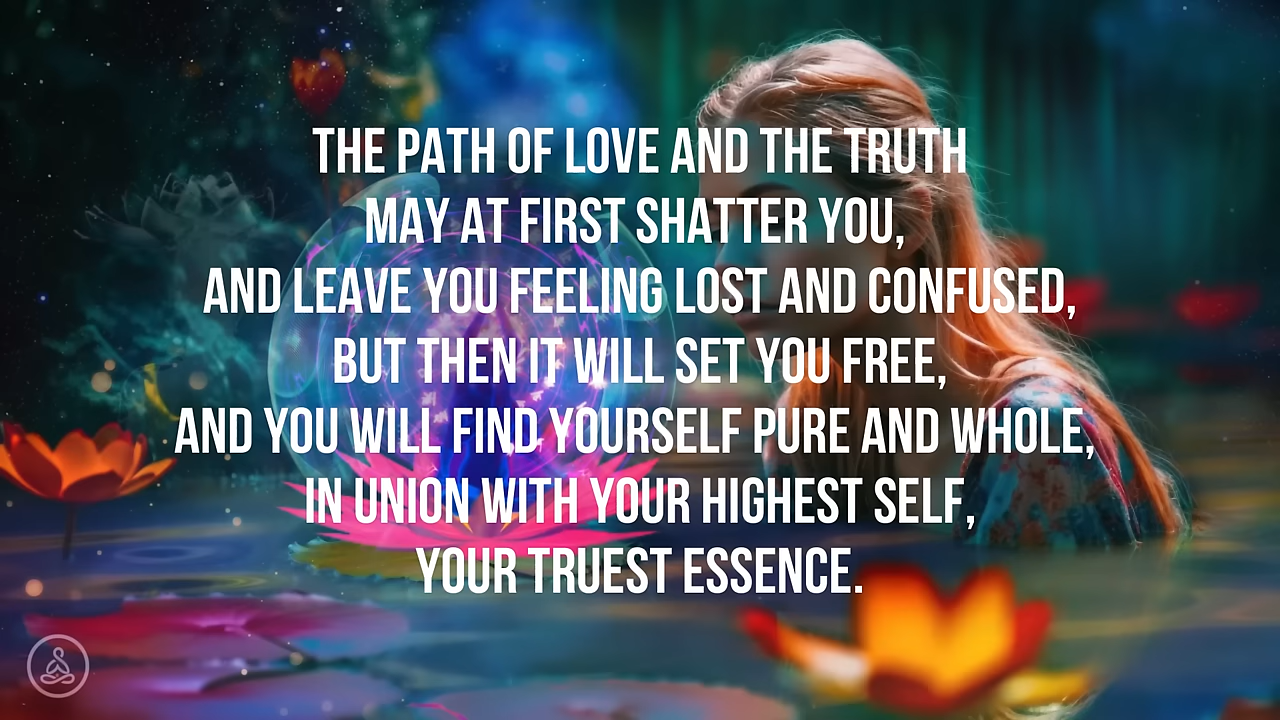 THE PATH OF LOVE AND THE TRUTH
MAY AT FIRST SHATTER YOU,
AND LEAVE YOU FEELING LOST AND CONFUSED,
BUT THEN IT WILL SET YOU FREE,
AND YOU WILL FIND YOURSELF PURE AND WHOLE,
IN UNION WITH YOUR HIGHEST SELF,
YOUR TRUEST ESSENCE.